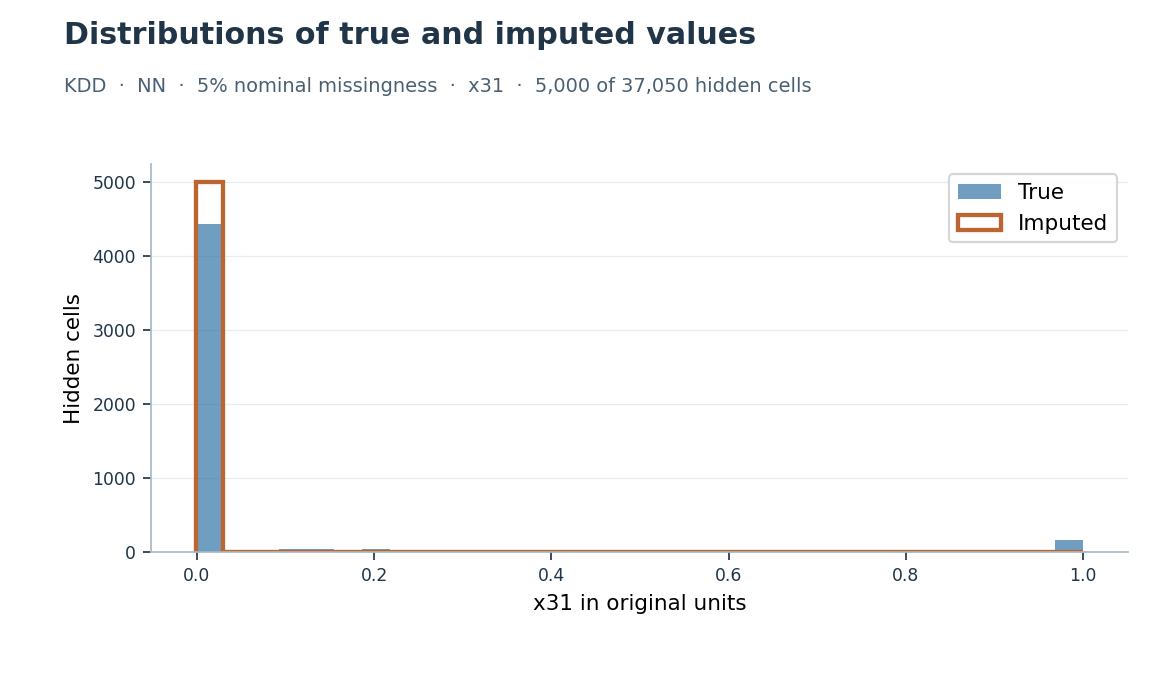 Distributions of true and imputed values
KDD · NN · 5% nominal missingness · x31 · 5,000 of 37,050 hidden cells
True
Imputed
Hidden cells
5000
4000
3000
2000
1000
0
0.0 0.2 0.4 0.6 0.8 1.0
x31 in original units